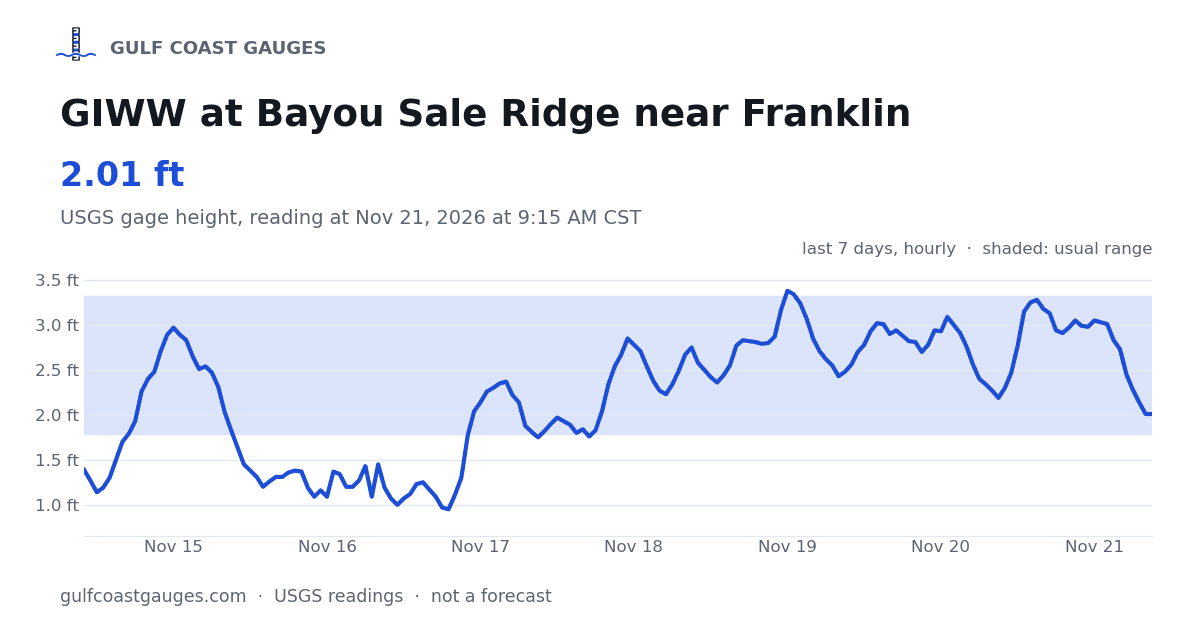 GULF COAST GAUGES
GIWW at Bayou Sale Ridge near Franklin
2.01 ft
USGS gage height, reading at Nov 21, 2026 at 9:15 AM CST
last 7 days, hourly · shaded: usual range
3.5 ft
3.0 ft
2.5 ft
2.0 ft
1.5 ft
1.0 ft
Nov 15 Nov 16 Nov 17 Nov 18 Nov 19 Nov 20 Nov 21
gulfcoastgauges.com · USGS readings · not a forecast